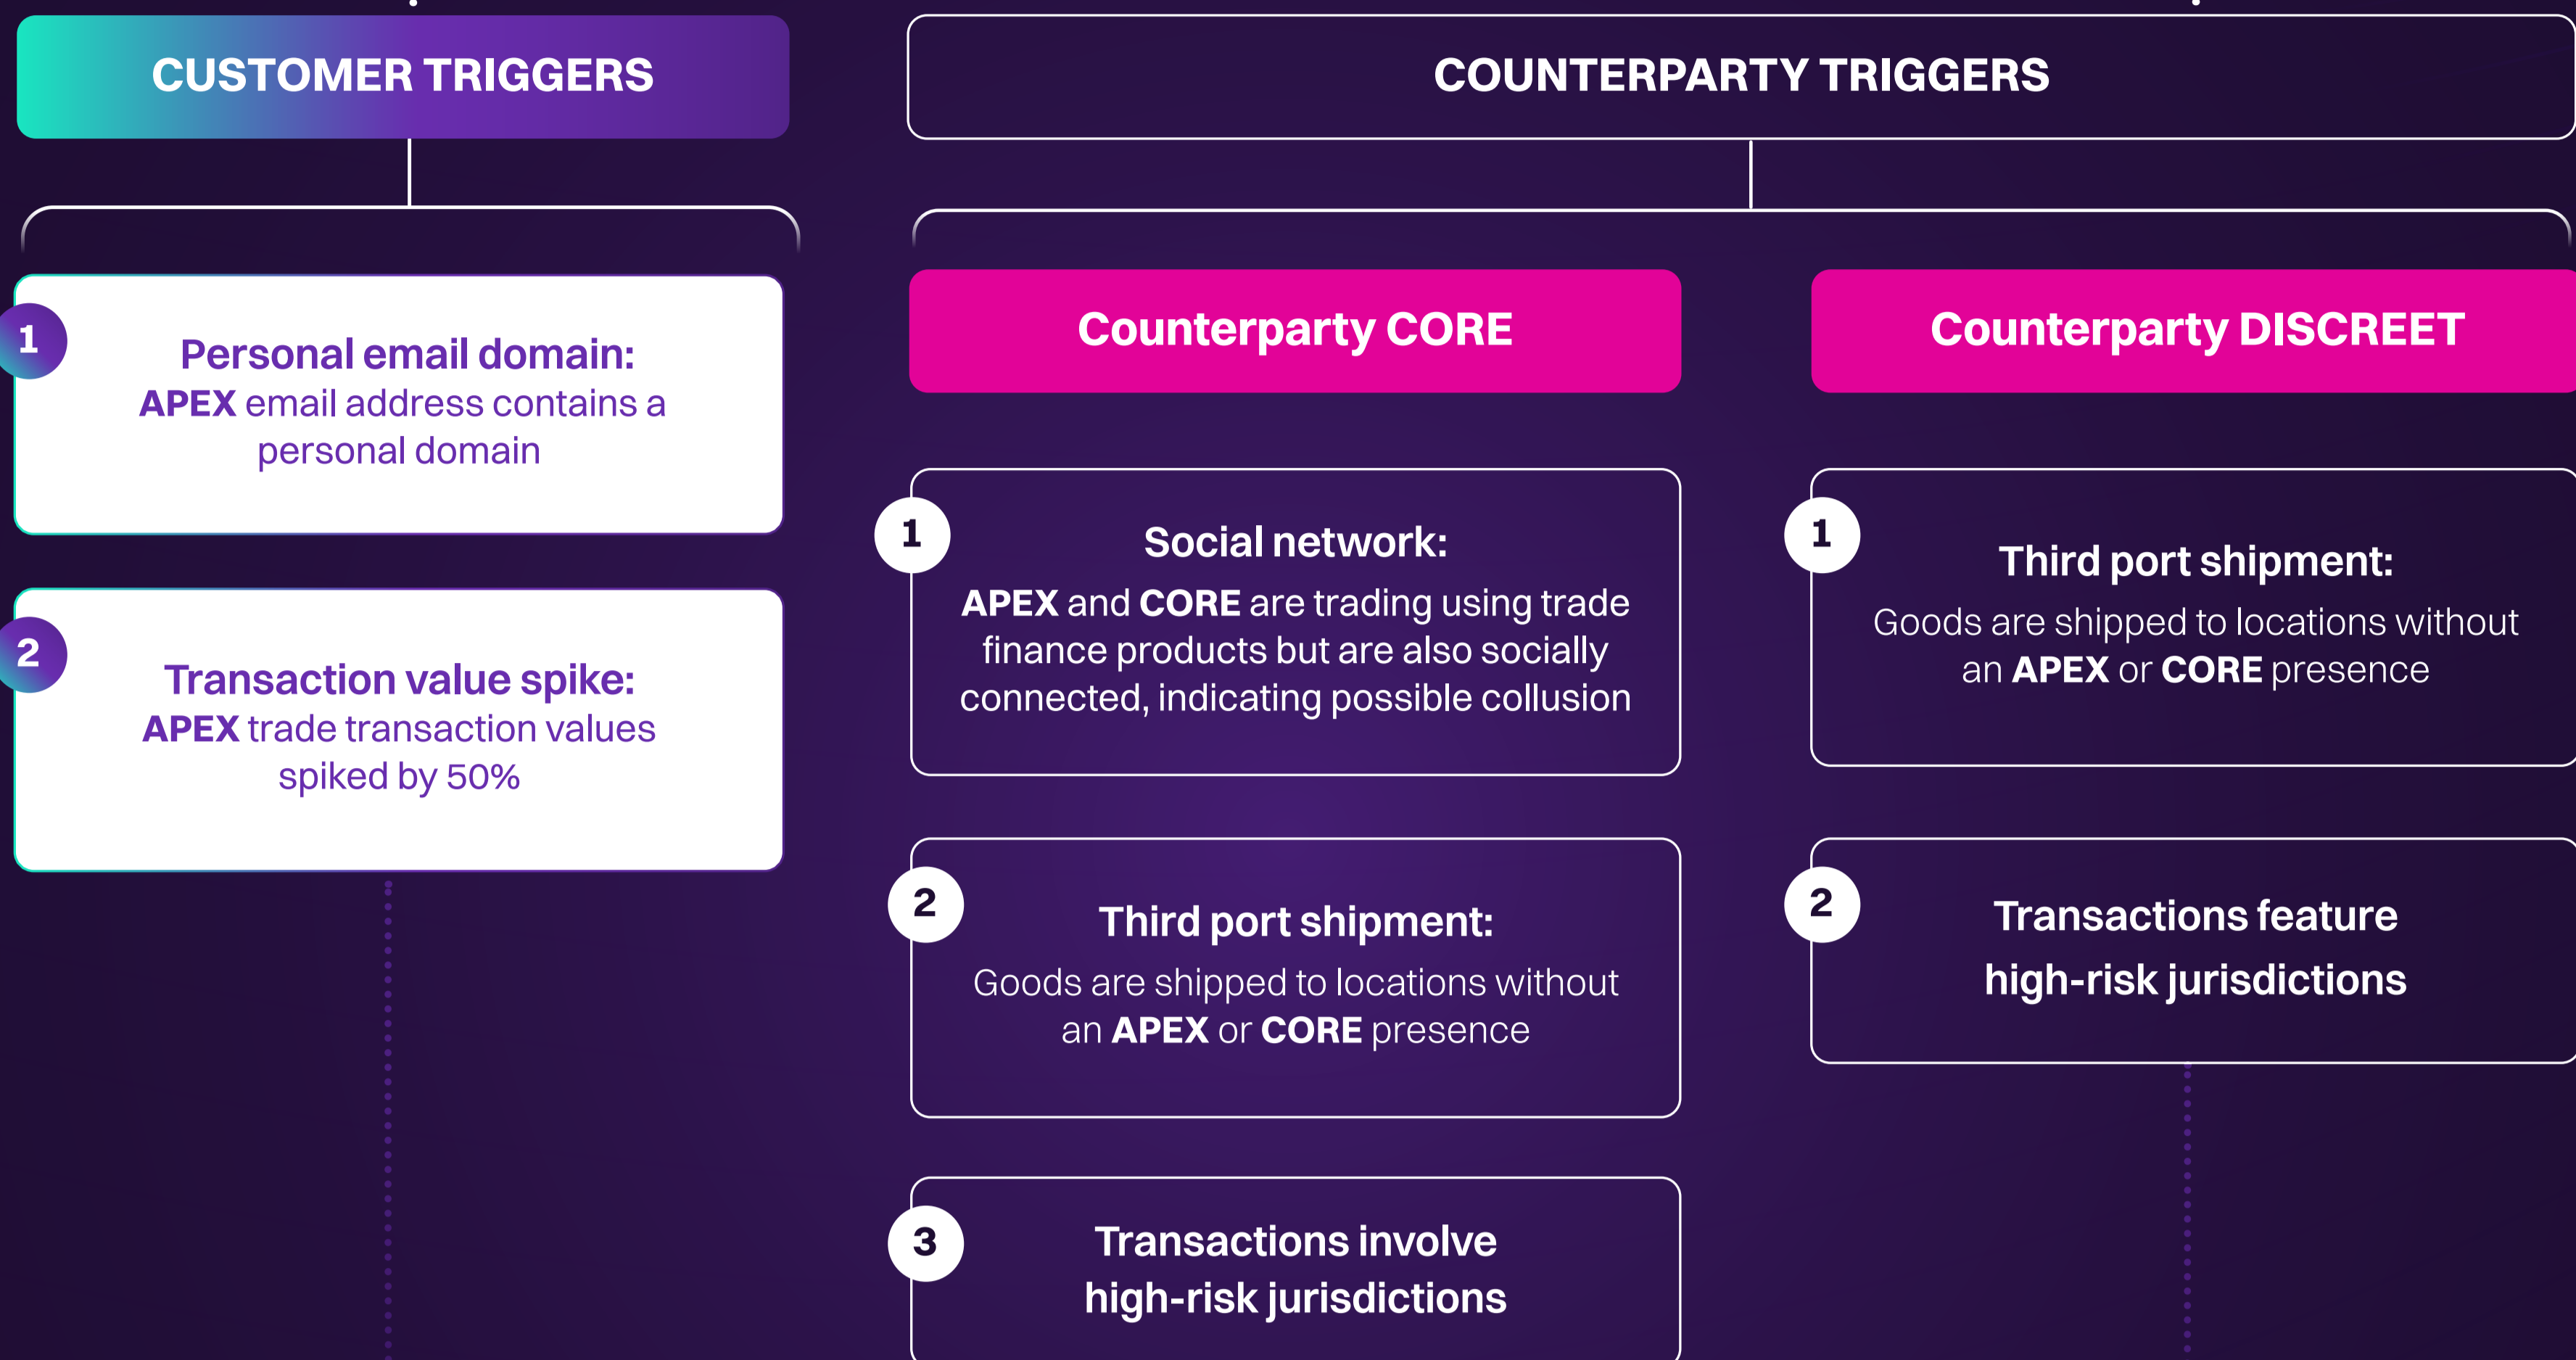 CUSTOMER TRIGGERS
1
Personal email domain:
APEX email address contains a
personal domain
2
Transaction value spike:
APEX trade transaction values
spiked by 50%
COUNTERPARTY TRIGGERS
Counterparty CORE
1
Social network:
APEX and CORE are trading using trade
finance products but are also socially
connected, indicating possible collusion
2
Third port shipment:
Goods are shipped to locations without
an APEX or CORE presence
3
Transactions involve
high-risk jurisdictions
Counterparty DISCREET
1
Third port shipment:
Goods are shipped to locations without
an APEX or CORE presence
2
Transactions feature
high-risk jurisdictions